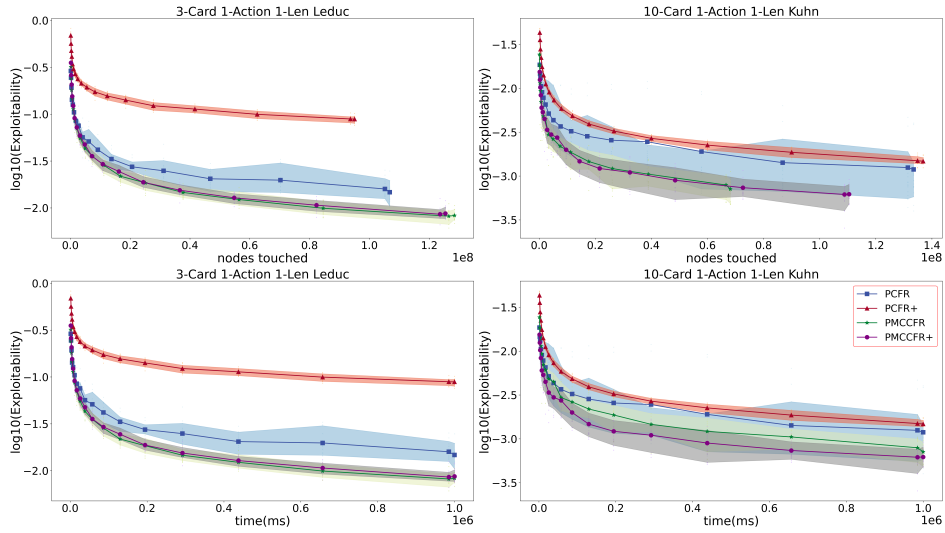 3-Card 1-Action 1-Len Leduc
log10(Exploitability)
0.0
−0.5
−1.0
−1.5
−2.0
0.0 0.2 0.4 0.6 0.8 1.0 1.2
nodes touched
1e8
10-Card 1-Action 1-Len Kuhn
log10(Exploitability)
−1.5
−2.0
−2.5
−3.0
−3.5
0.0 0.2 0.4 0.6 0.8 1.0 1.2 1.4
nodes touched
1e8
3-Card 1-Action 1-Len Leduc
log10(Exploitability)
0.0
−0.5
−1.0
−1.5
−2.0
0.0 0.2 0.4 0.6 0.8 1.0
time(ms)
1e6
10-Card 1-Action 1-Len Kuhn
log10(Exploitability)
−1.5
−2.0
−2.5
−3.0
−3.5
0.0 0.2 0.4 0.6 0.8 1.0
time(ms)
1e6
PCFR
PCFR+
PMCCFR
PMCCFR+